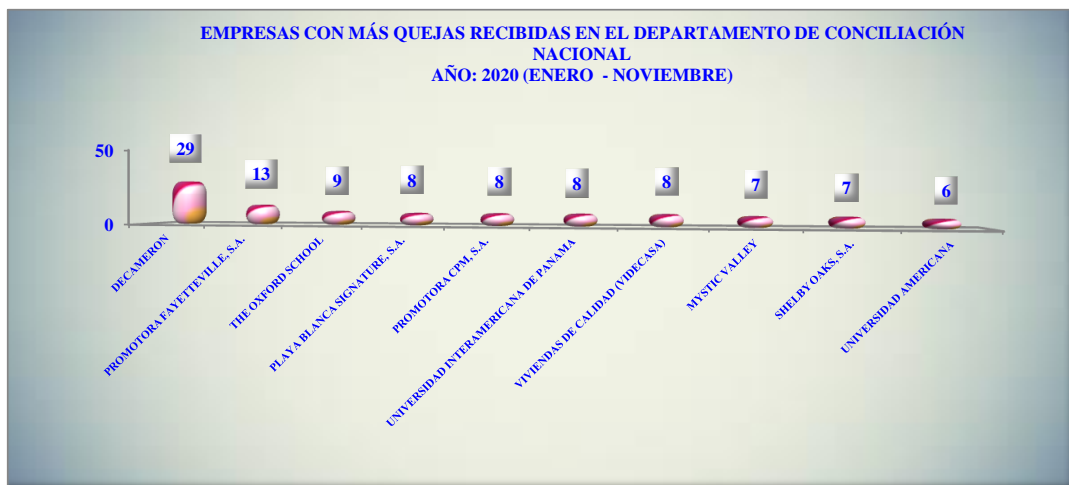 EMPRESAS CON MÁS QUEJAS RECIBIDAS EN EL DEPARTAMENTO DE CONCILIACIÓN
NACIONAL
AÑO: 2020 (ENERO - NOVIEMBRE)
50
0
29
13
9
8
8
8
8
7
7
6
DECAMERON
PROMOTORA FAYETTEVILLE, S.A.
THE OXFORD SCHOOL
PLAYA BLANCA SIGNATURE, S.A.
PROMOTORA CPM, S.A.
UNIVERSIDAD INTERAMERICANA DE PANAMA
VIVIENDAS DE CALIDAD (VIDECASA)
MYSTIC VALLEY
SHELBY OAKS, S.A.
UNIVERSIDAD AMERICANA